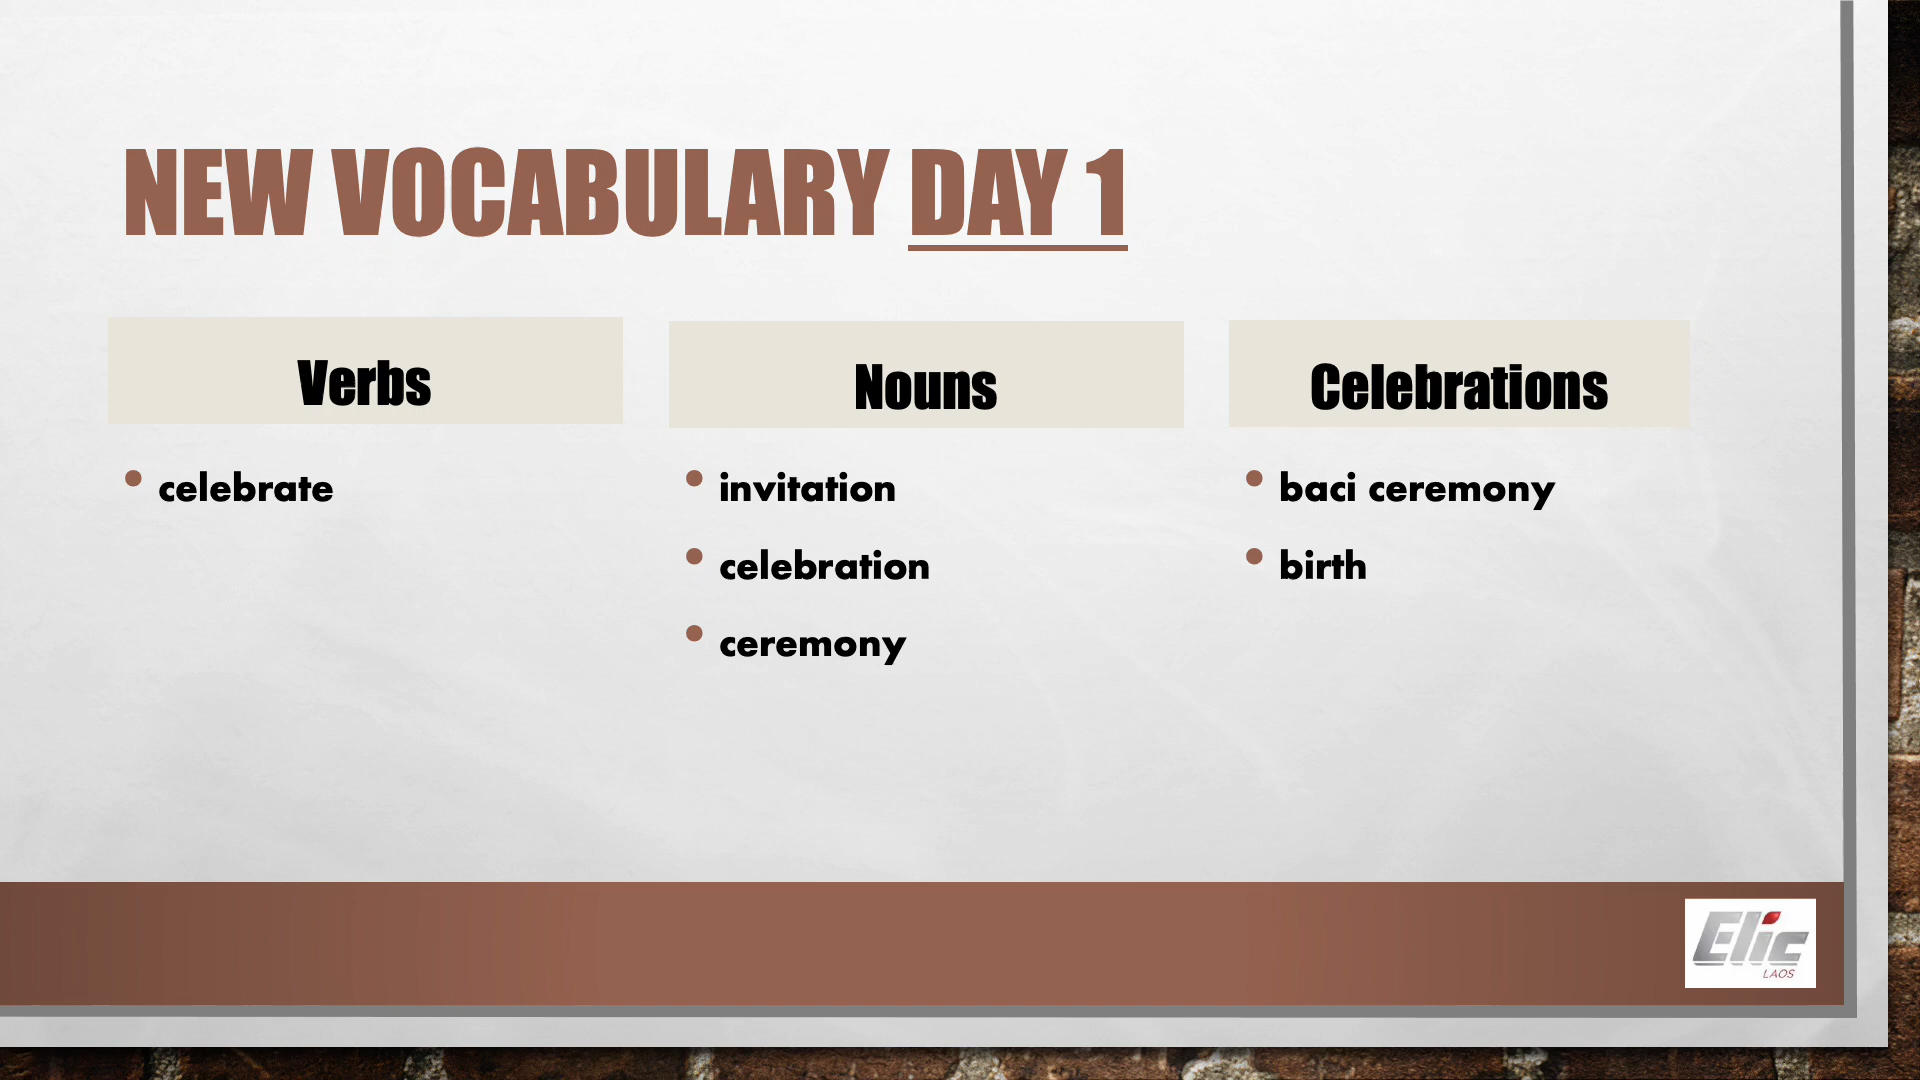 NEW VOCABULARY DAY 1
Verbs
celebrate
Nouns
invitation
celebration
ceremony
Celebrations
baci ceremony
birth
Elic
LAOS